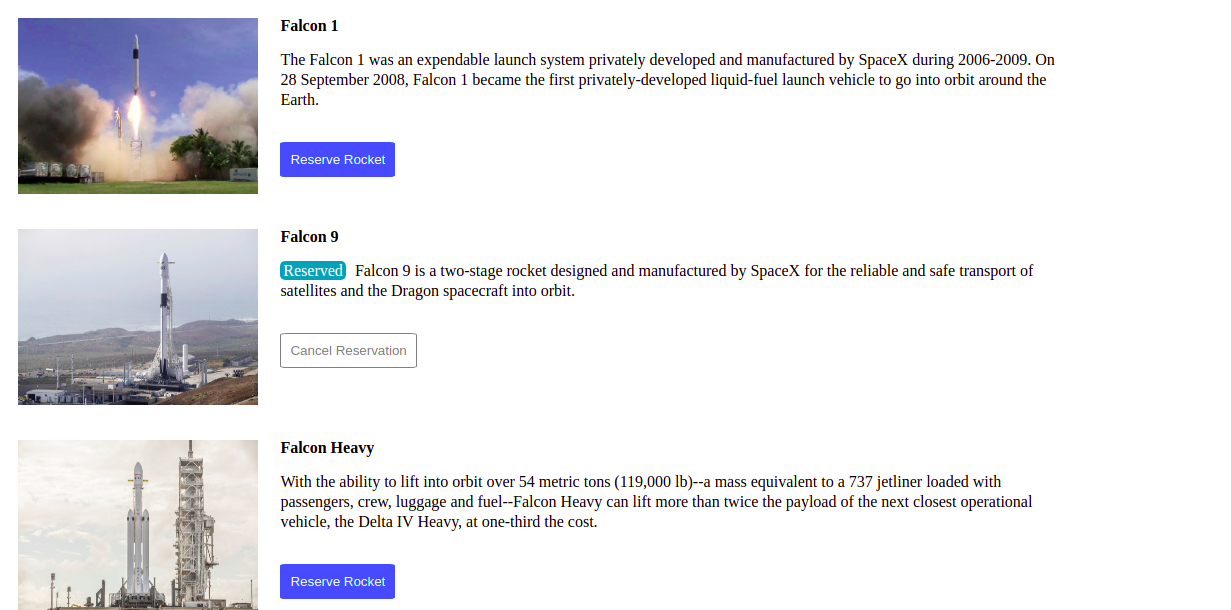 Falcon 1
The Falcon 1 was an expendable launch system privately developed and manufactured by SpaceX during 2006-2009. On
28 September 2008, Falcon 1 became the first privately-developed liquid-fuel launch vehicle to go into orbit around the
Earth.
Reserve Rocket
Falcon 9
Reserved Falcon 9 is a two-stage rocket designed and manufactured by SpaceX for the reliable and safe transport of
satellites and the Dragon spacecraft into orbit.
Cancel Reservation
Falcon Heavy
With the ability to lift into orbit over 54 metric tons (119,000 lb)--a mass equivalent to a 737 jetliner loaded with
passengers, crew, luggage and fuel--Falcon Heavy can lift more than twice the payload of the next closest operational
vehicle, the Delta IV Heavy, at one-third the cost.
Reserve Rocket